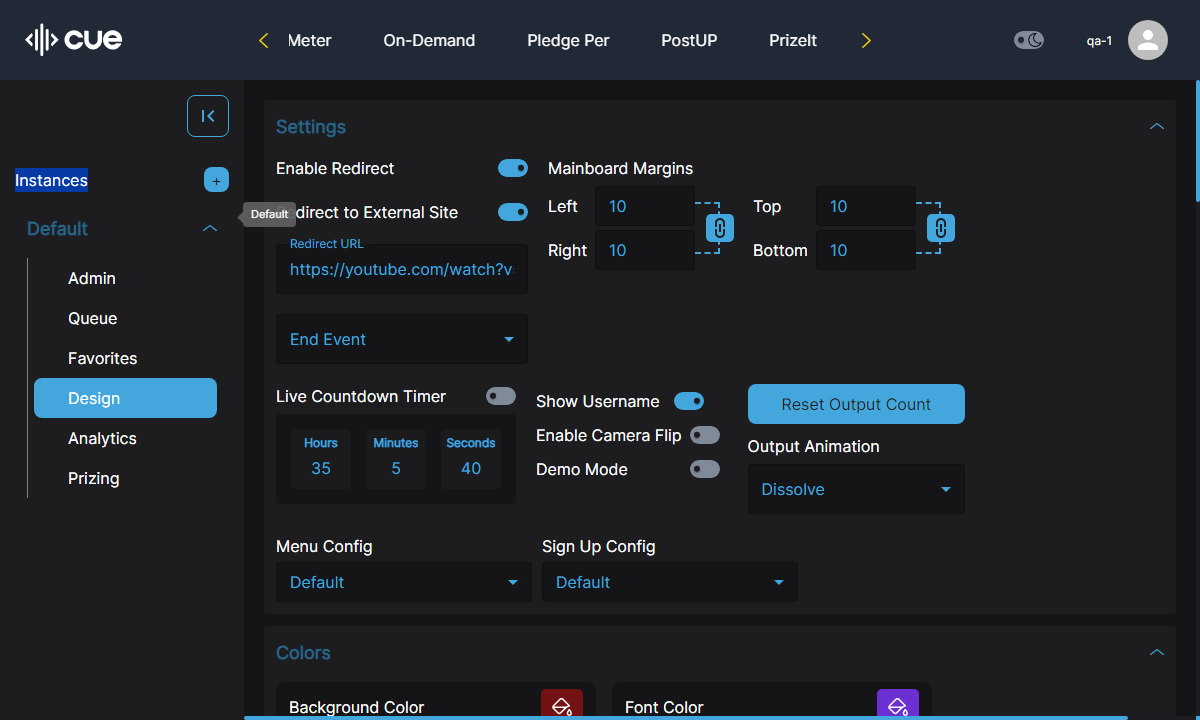 cue
Meter
On-Demand
Pledge Per
PostUP
PrizeIt
qa-1
Instances
+
Default
Default
Admin
Queue
Favorites
Design
Analytics
Prizing
Settings
Enable Redirect
direct to External Site
Redirect URL
https://youtube.com/watch?v
End Event
Mainboard Margins
Left 10
Right 10
Top 10
Bottom 10
Live Countdown Timer
Hours Minutes Seconds
35 5 40
Show Username
Enable Camera Flip
Demo Mode
Reset Output Count
Output Animation
Dissolve
Menu Config
Default
Sign Up Config
Default
Colors
Background Color
Font Color